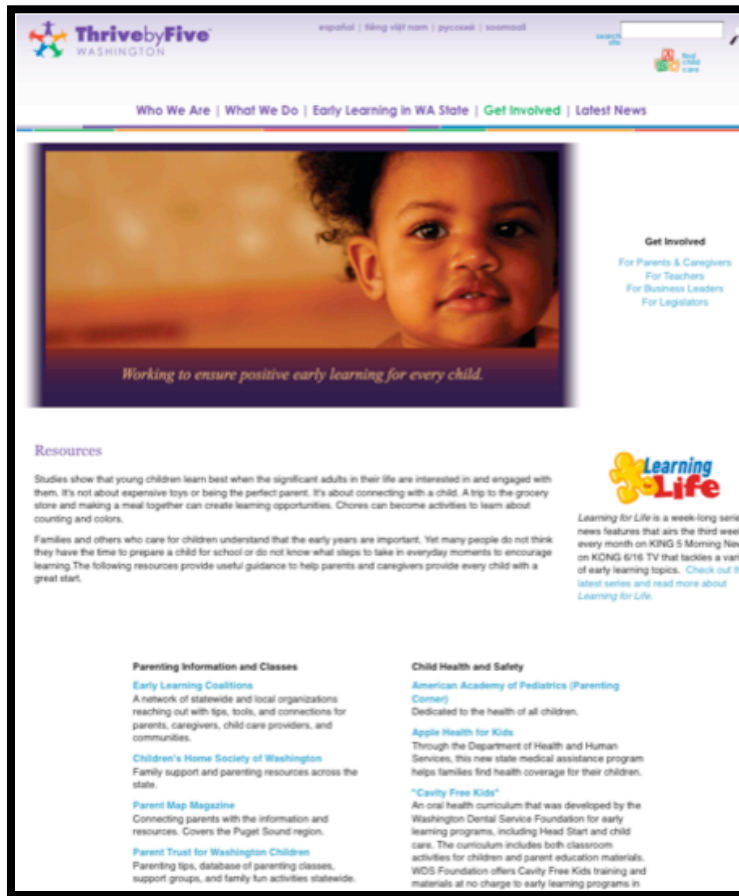 ThrivebyFive
WASHINGTON
español | tiếng việt nam | русский | soomaali
search site
find
child
care
Who We Are | What We Do | Early Learning in WA State | Get Involved | Latest News
Working to ensure positive early learning for every child.
Get Involved
For Parents & Caregivers
For Teachers
For Business Leaders
For Legislators
Resources
Studies show that young children learn best when the significant adults in their life are interested in and engaged with
them. It's not about expensive toys or being the perfect parent. It's about connecting with a child. A trip to the grocery
store and making a meal together can create learning opportunities. Chores can become activities to learn about
counting and colors.
Families and others who care for children understand that the early years are important. Yet many people do not think
they have the time to prepare a child for school or do not know what steps to take in everyday moments to encourage
learning.The following resources provide useful guidance to help parents and caregivers provide every child with a
great start.
Learning
for Life
Learning for Life is a week-long serie
news features that airs the third week
every month on KING 5 Morning New
on KONG 6/16 TV that tackles a vari
of early learning topics. Check out th
latest series and read more about
Learning for Life.
Parenting Information and Classes
Early Learning Coalitions
A network of statewide and local organizations
reaching out with tips, tools, and connections for
parents, caregivers, child care providers, and
communities.
Children's Home Society of Washington
Family support and parenting resources across the
state.
Parent Map Magazine
Connecting parents with the information and
resources. Covers the Puget Sound region.
Parent Trust for Washington Children
Parenting tips, database of parenting classes,
support groups, and family fun activities statewide.
Child Health and Safety
American Academy of Pediatrics (Parenting
Corner)
Dedicated to the health of all children.
Apple Health for Kids
Through the Department of Health and Human
Services, this new state medical assistance program
helps families find health coverage for their children.
"Cavity Free Kids"
An oral health curriculum that was developed by the
Washington Dental Service Foundation for early
learning programs, including Head Start and child
care. The curriculum includes both classroom
activities for children and parent education materials.
WDS Foundation offers Cavity Free Kids training and
materials at no charge to early learning programs in